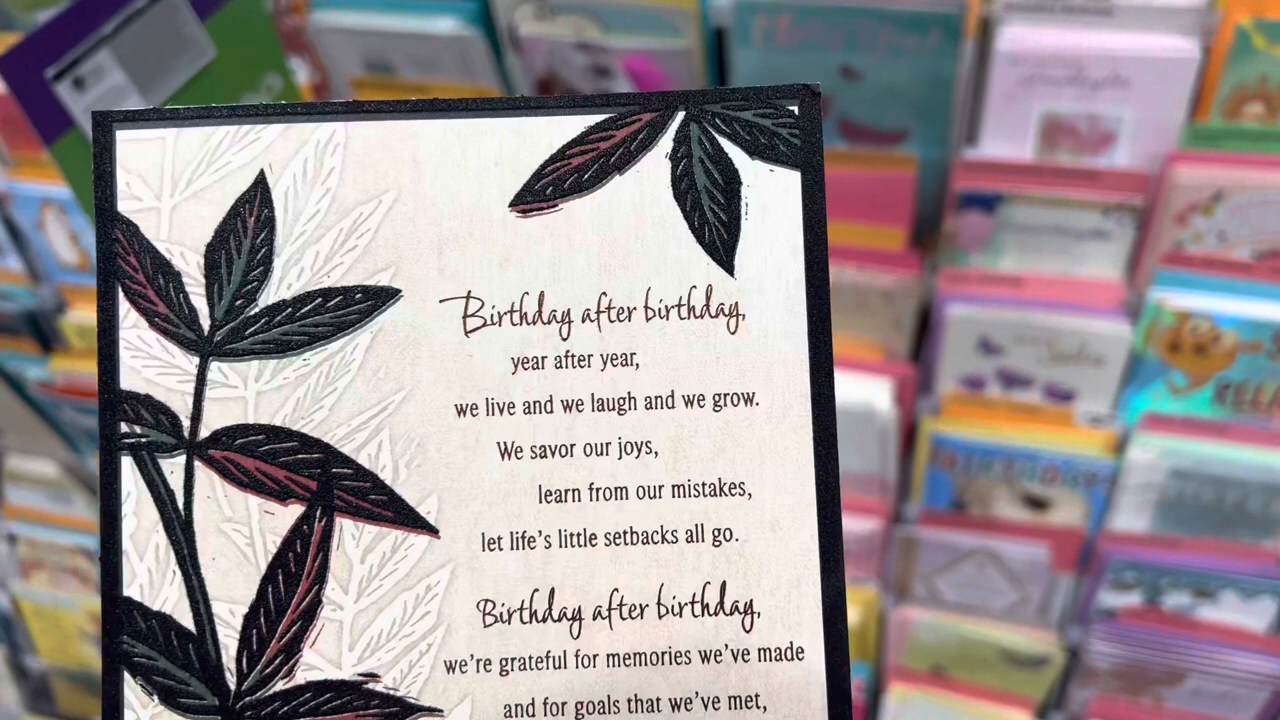 Birthday after birthday,
year after year,
we live and we laugh and we grow.
We savor our joys,
learn from our mistakes,
let life's little setbacks all go.
Birthday after birthday,
we're grateful for memories we've made
and for goals that we've met,